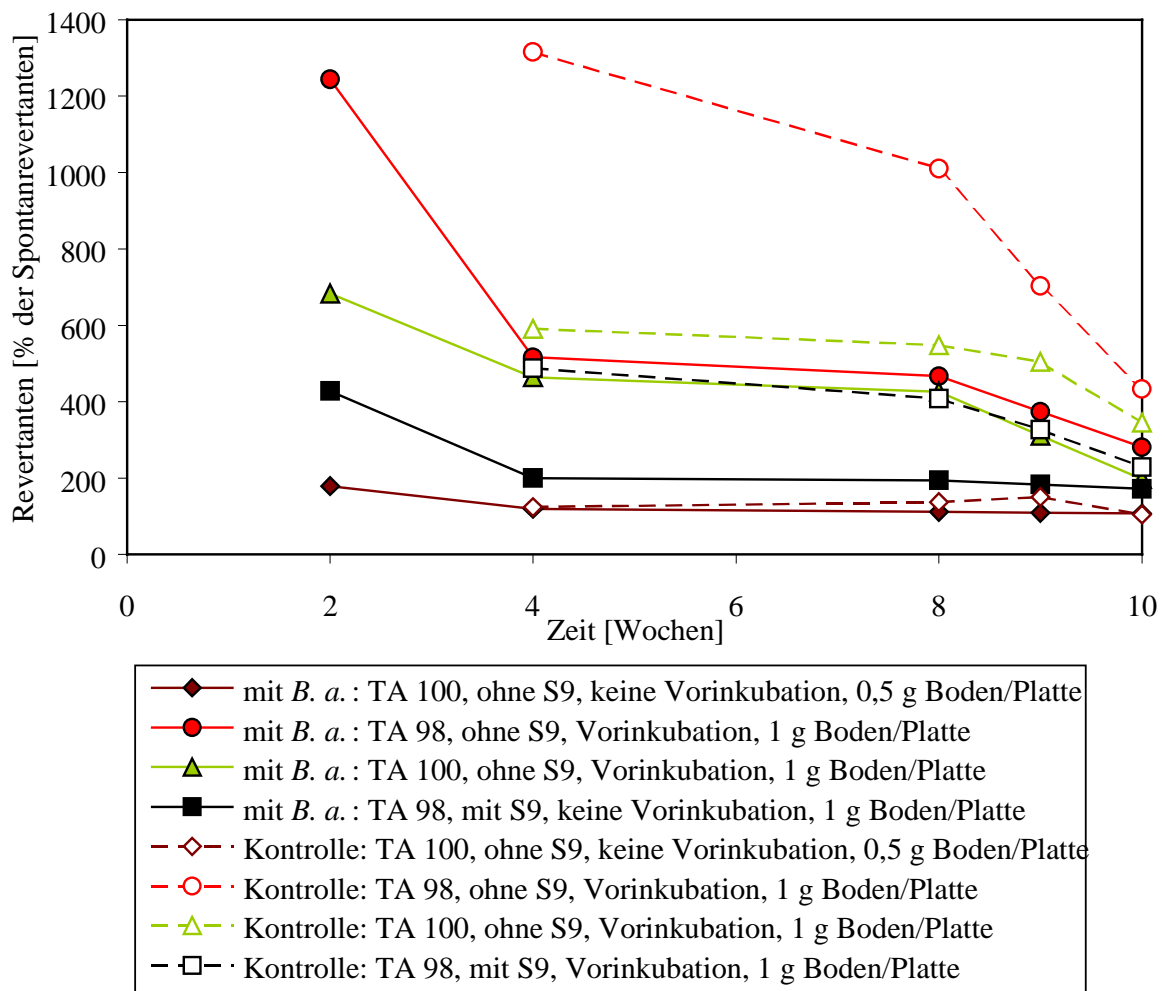 Revertanten [% der Spontanrevertanten]
1400
1200
1000
800
600
400
200
0
0 2 4 6 8 10
Zeit [Wochen]
mit B. a.: TA 100, ohne S9, keine Vorinkubation, 0,5 g Boden/Platte
mit B. a.: TA 98, ohne S9, Vorinkubation, 1 g Boden/Platte
mit B. a.: TA 100, ohne S9, Vorinkubation, 1 g Boden/Platte
mit B. a.: TA 98, mit S9, keine Vorinkubation, 1 g Boden/Platte
Kontrolle: TA 100, ohne S9, keine Vorinkubation, 0,5 g Boden/Platte
Kontrolle: TA 98, ohne S9, Vorinkubation, 1 g Boden/Platte
Kontrolle: TA 100, ohne S9, Vorinkubation, 1 g Boden/Platte
Kontrolle: TA 98, mit S9, Vorinkubation, 1 g Boden/Platte